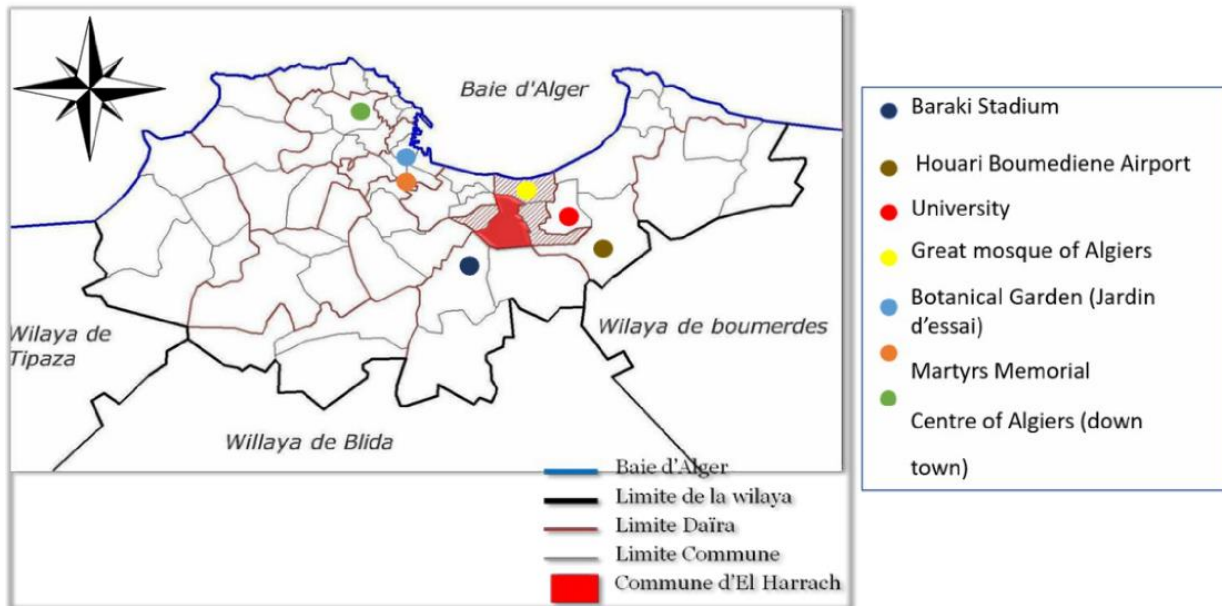 Baie d'Alger
Wilaya de
Tipaza
Wilaya de boumerdes
Willaya de Blida
Baie d'Alger
Limite de la wilaya
Limite Daïra
Limite Commune
Commune d'El Harrach
Baraki Stadium
Houari Boumediene Airport
University
Great mosque of Algiers
Botanical Garden (Jardin
d'essai)
Martyrs Memorial
Centre of Algiers (down
town)